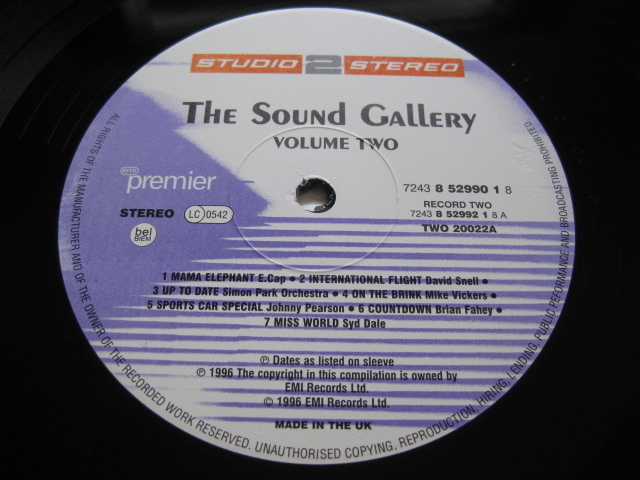 STUDIO 2 STEREO
The Sound Gallery
VOLUME TWO
EMI
premier
7243 8 52990 1 8
RECORD TWO
7243 8 52992 1 8 A
TWO 20022A
STEREO LC 0542
bel
BIEM
1 MAMA ELEPHANT E.Cap • 2 INTERNATIONAL FLIGHT David Snell •
3 UP TO DATE Simon Park Orchestra • 4 ON THE BRINK Mike Vickers •
5 SPORTS CAR SPECIAL Johnny Pearson • 6 COUNTDOWN Brian Fahey •
7 MISS WORLD Syd Dale
℗ Dates as listed on sleeve
℗ 1996 The copyright in this compilation is owned by
EMI Records Ltd.
© 1996 EMI Records Ltd.
MADE IN THE UK
ALL RIGHTS OF THE MANUFACTURER AND OF THE OWNER OF THE RECORDED WORK RESERVED. UNAUTHORISED COPYING, REPRODUCTION, HIRING, LENDING, PUBLIC PEFORMANCE AND BROADCASTING PROHIBITED.